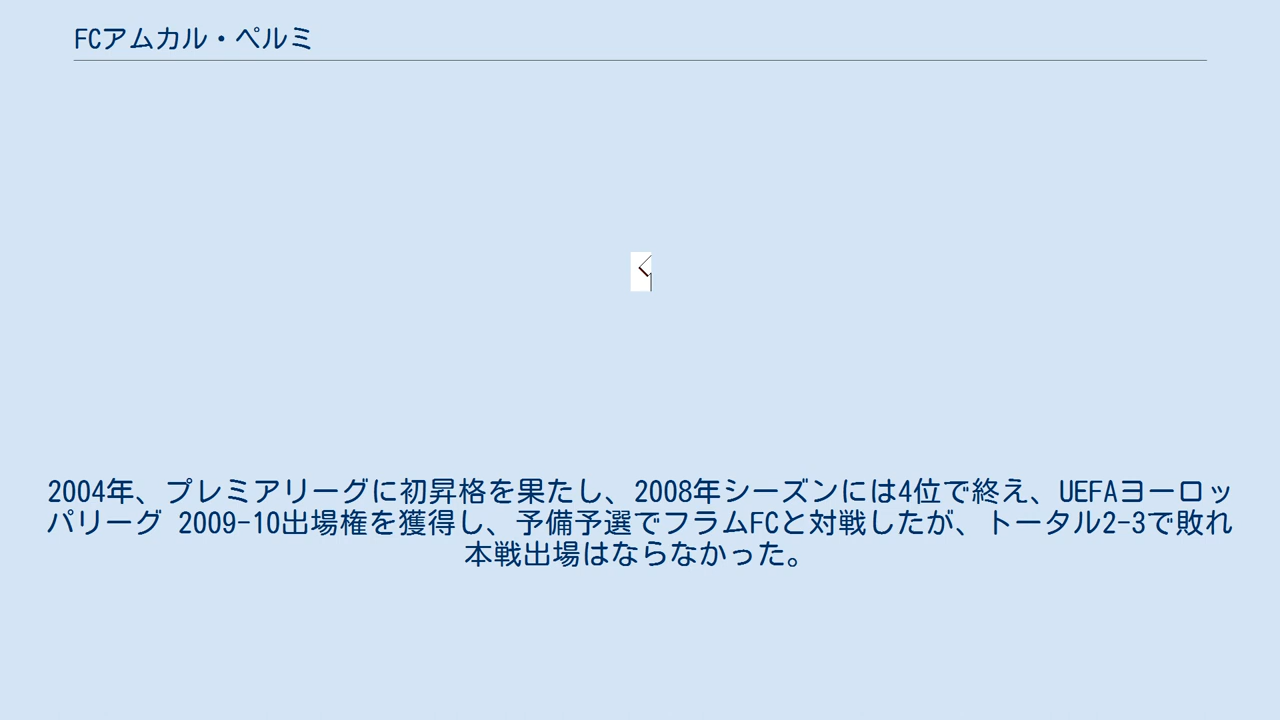 FCアムカル・ペルミ
2004年、プレミアリーグに初昇格を果たし、2008年シーズンには4位で終え、UEFAヨーロッ
パリーグ 2009-10出場権を獲得し、予備予選でフラムFCと対戦したが、トータル2-3で敗れ
本戦出場はならなかった。